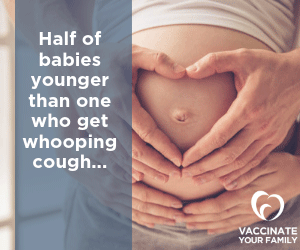 Half of
babies
younger
than one
who get
whooping
cough...
VACCINATE
YOUR FAMILY